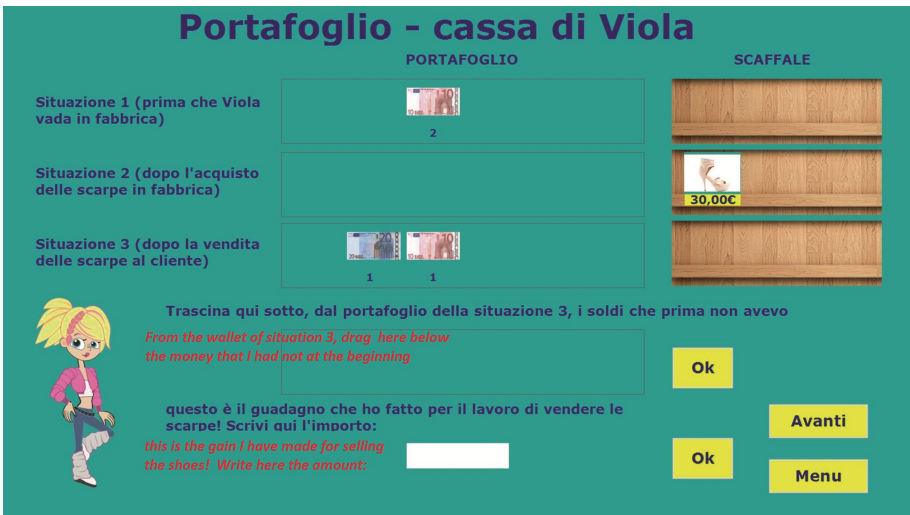 Portafoglio - cassa di Viola
PORTAFOGLIO
SCAFFALE
Situazione 1 (prima che Viola
vada in fabbrica)
10
2
Situazione 2 (dopo l'acquisto
delle scarpe in fabbrica)
30,00€
Situazione 3 (dopo la vendita
delle scarpe al cliente)
20
10
1
1
Trascina qui sotto, dal portafoglio della situazione 3, i soldi che prima non avevo
From the wallet of situation 3, drag here below
the money that I had not at the beginning
Ok
questo è il guadagno che ho fatto per il lavoro di vendere le
scarpe! Scrivi qui l'importo:
Avanti
this is the gain I have made for selling
the shoes! Write here the amount:
Ok
Menu